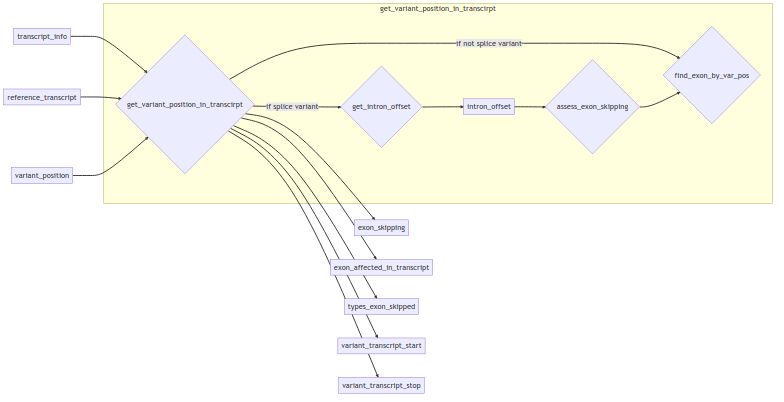 get_variant_position_in_transcirpt
transcript_info
if not splice variant
find_exon_by_var_pos
reference_transcript
get_variant_position_in_transcirpt
if splice variant
get_intron_offset
intron_offset
assess_exon_skipping
variant_position
exon_skipping
exon_affected_in_transcript
types_exon_skipped
variant_transcript_start
variant_transcript_stop